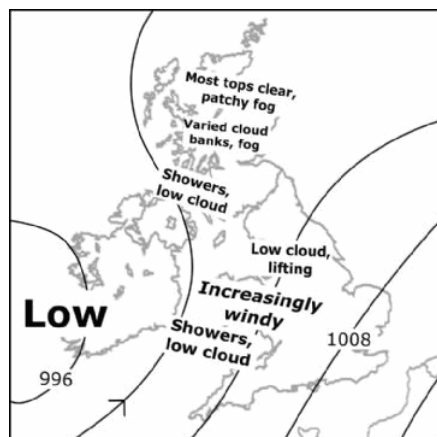 Most tops clear,
patchy fog
Varied cloud
banks, fog
Showers,
low cloud
Low cloud,
lifting
Increasingly
windy
Low
Showers,
low cloud
1008
996